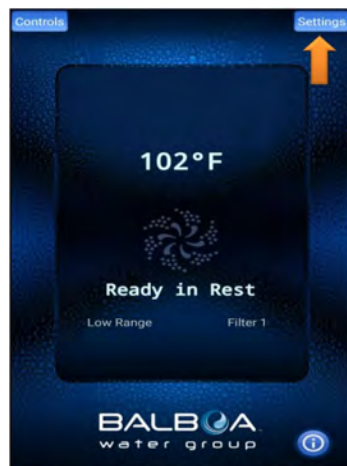 Controls Settings
102°F
Ready in Rest
Low Range Filter 1
BALBOA
water group
i